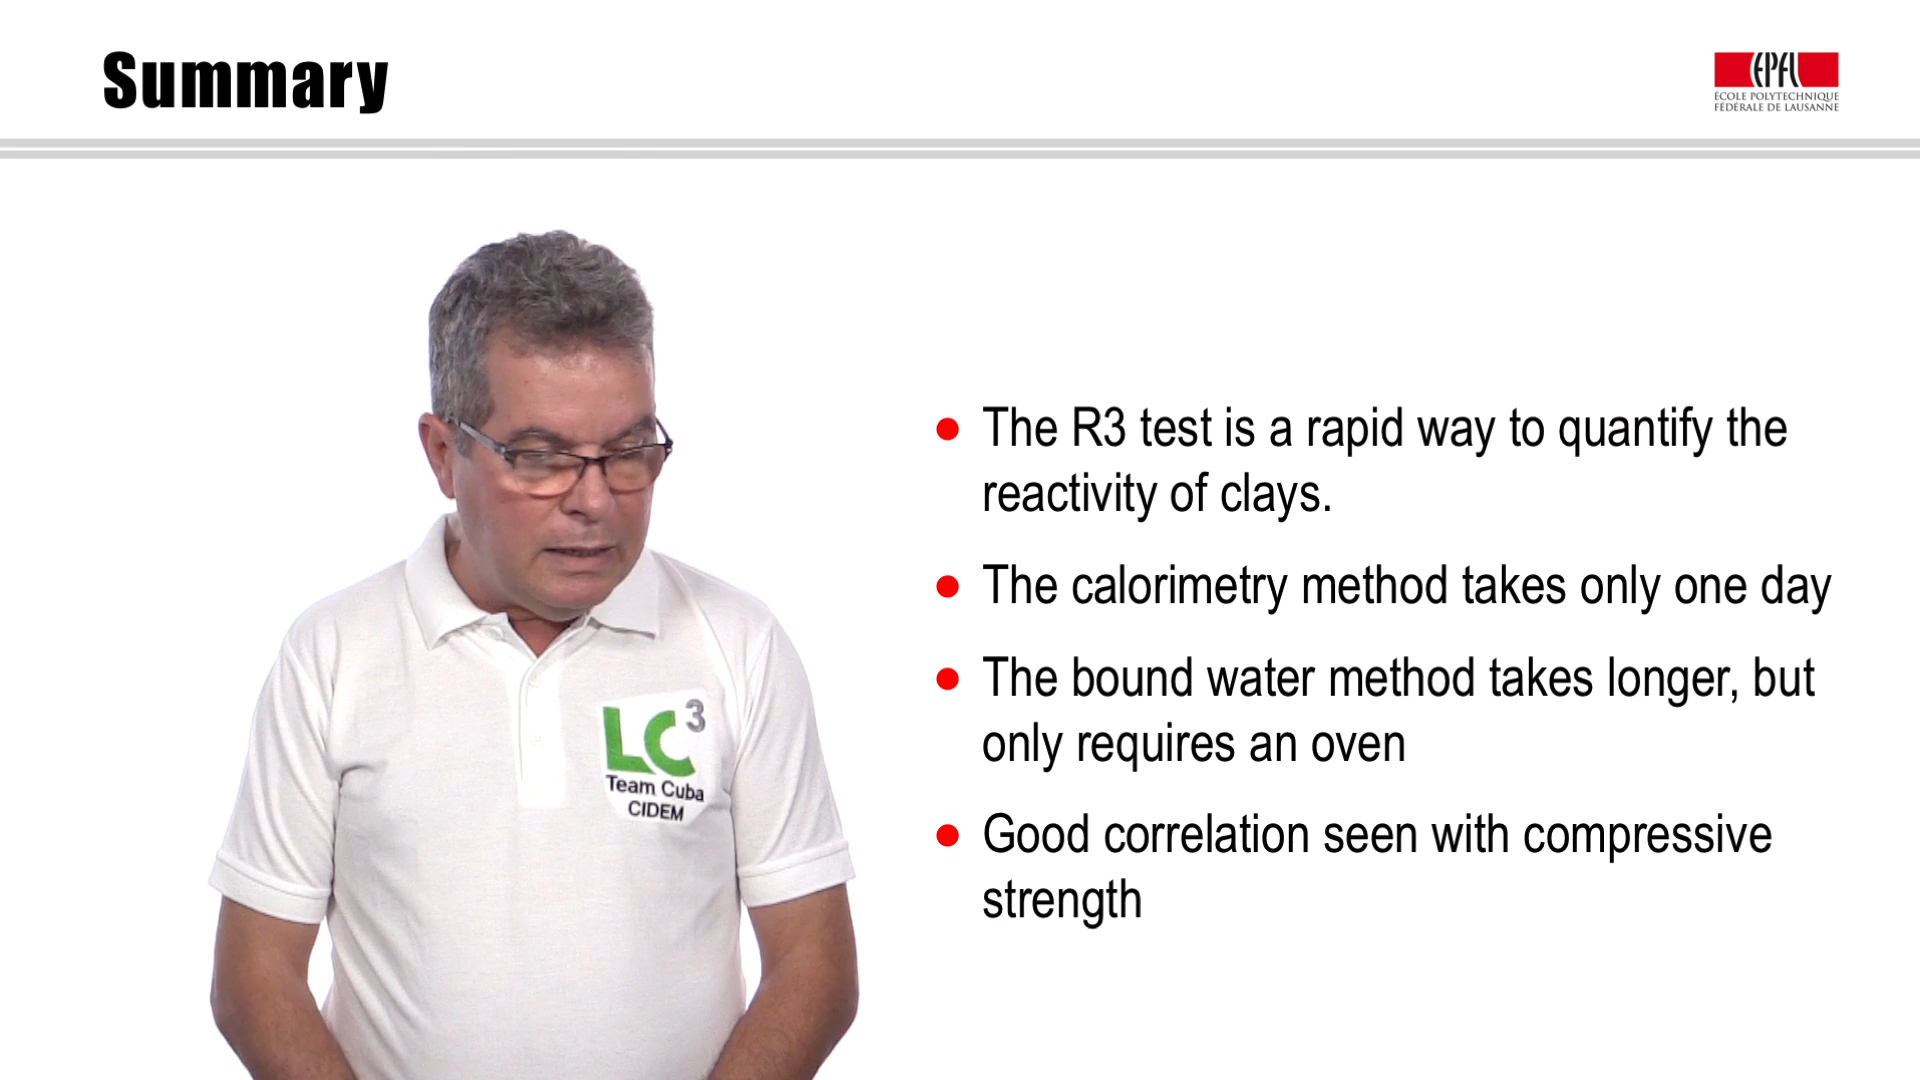 Summary
EPFL
ÉCOLE POLYTECHNIQUE
FÉDÉRALE DE LAUSANNE
The R3 test is a rapid way to quantify the
reactivity of clays.
The calorimetry method takes only one day
The bound water method takes longer, but
only requires an oven
Good correlation seen with compressive
strength
LC3
Team Cuba
CIDEM